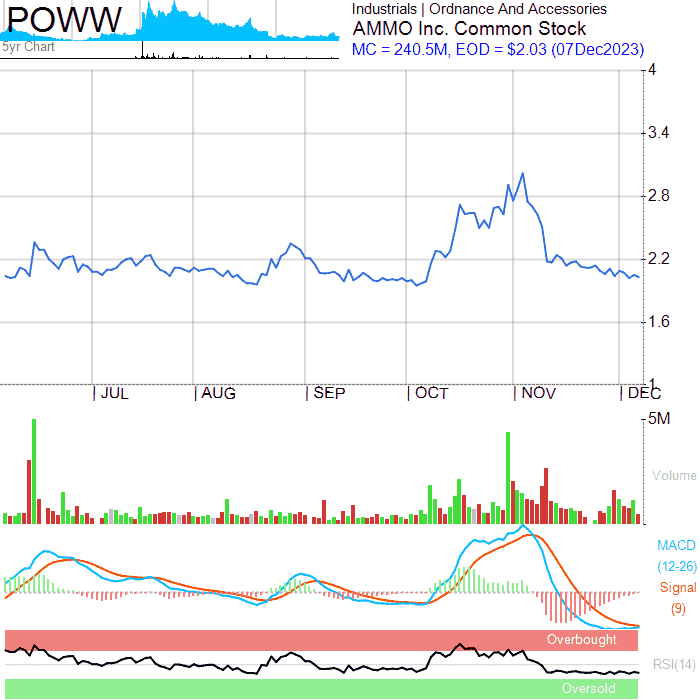 POWW
5yr Chart
Industrials | Ordnance And Accessories
AMMO Inc. Common Stock
MC = 240.5M, EOD = $2.03 (07Dec2023)
4
3.4
2.8
2.2
1.6
1
JUL AUG SEP OCT NOV DEC
5M
Volume
MACD
(12-26)
Signal
(9)
Overbought
RSI(14)
Oversold